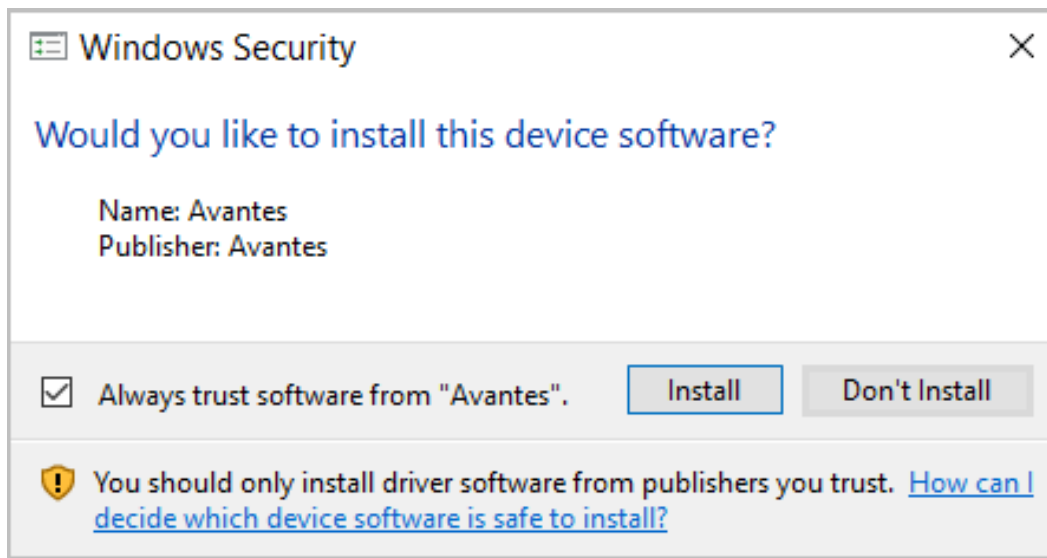 Windows Security
Would you like to install this device software?
Name: Avantes
Publisher: Avantes
Always trust software from "Avantes".
Install
Don't Install
You should only install driver software from publishers you trust. How can I
decide which device software is safe to install?